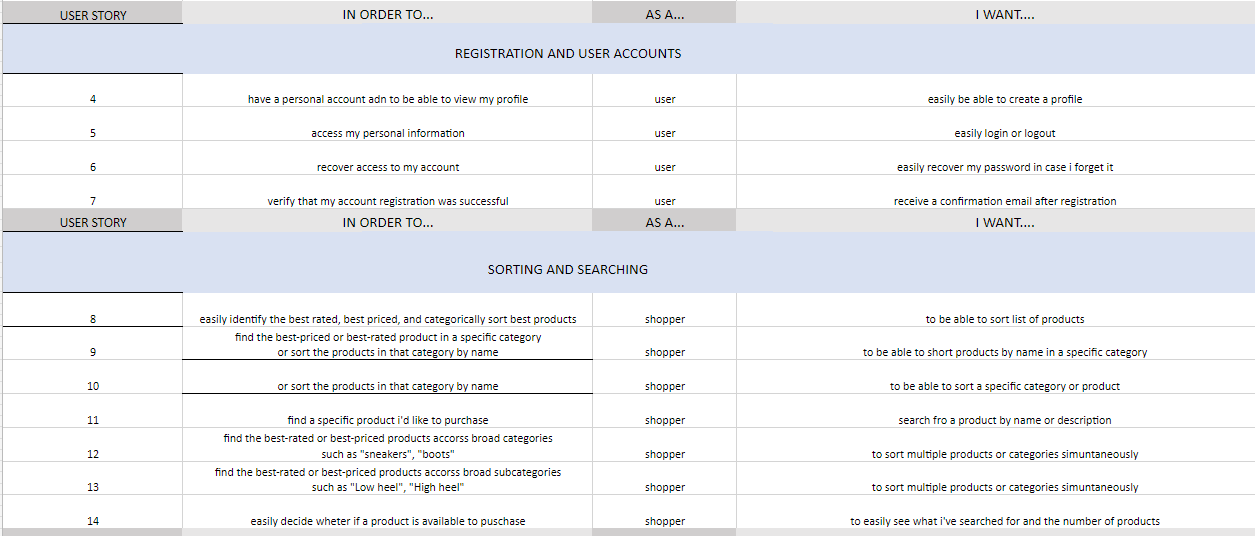 USER STORY IN ORDER TO... AS A... I WANT....
REGISTRATION AND USER ACCOUNTS
4 have a personal account adn to be able to view my profile user easily be able to create a profile
5 access my personal information user easily login or logout
6 recover access to my account user easily recover my password in case i forget it
7 verify that my account registration was successful user receive a confirmation email after registration
USER STORY IN ORDER TO... AS A... I WANT....
SORTING AND SEARCHING
8 easily identify the best rated, best priced, and categorically sort best products shopper to be able to sort list of products
find the best-priced or best-rated product in a specific category
9 or sort the products in that category by name shopper to be able to short products by name in a specific category
10 or sort the products in that category by name shopper to be able to sort a specific category or product
11 find a specific product i'd like to purchase shopper search fro a product by name or description
find the best-rated or best-priced products accorss broad categories
12 such as "sneakers", "boots" shopper to sort multiple products or categories simuntaneously
find the best-rated or best-priced products accorss broad subcategories
13 such as "Low heel", "High heel" shopper to sort multiple products or categories simuntaneously
14 easily decide wheter if a product is available to puschase shopper to easily see what i've searched for and the number of products